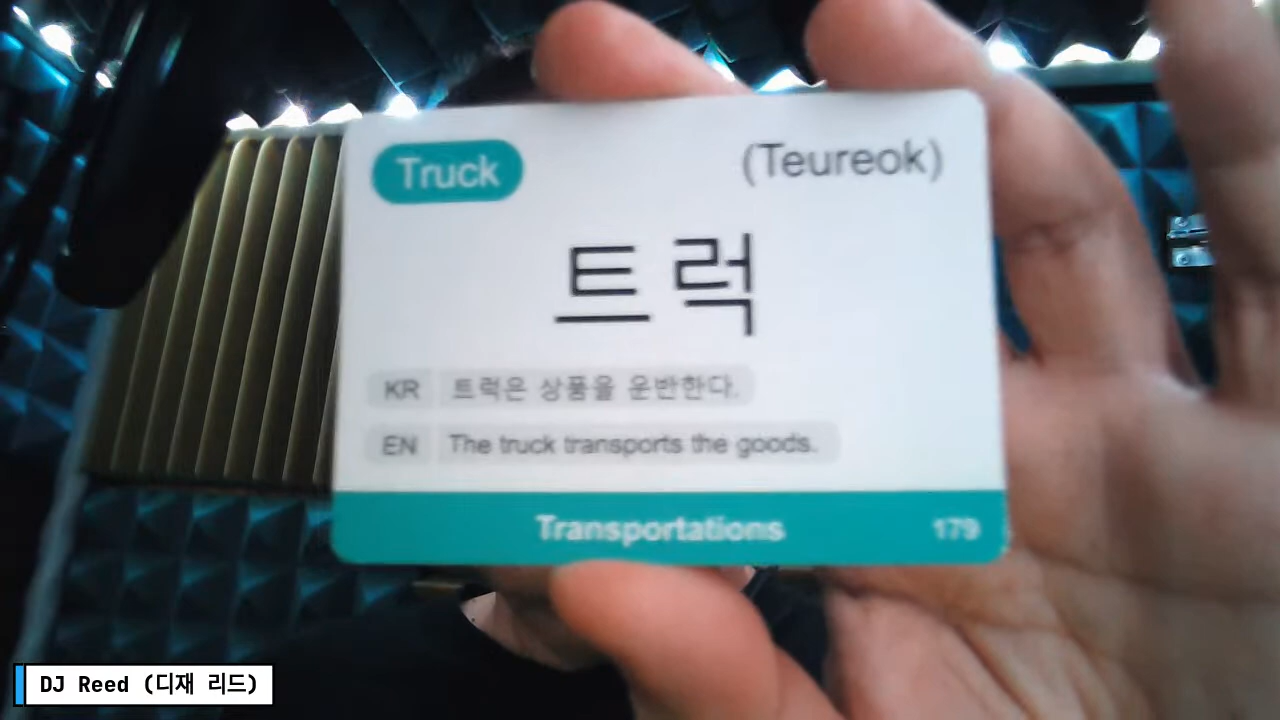 Truck
(Teureok)
트럭
KR 트럭은 상품을 운반한다.
EN The truck transports the goods.
Transportations 179
DJ Reed (디재 리드)